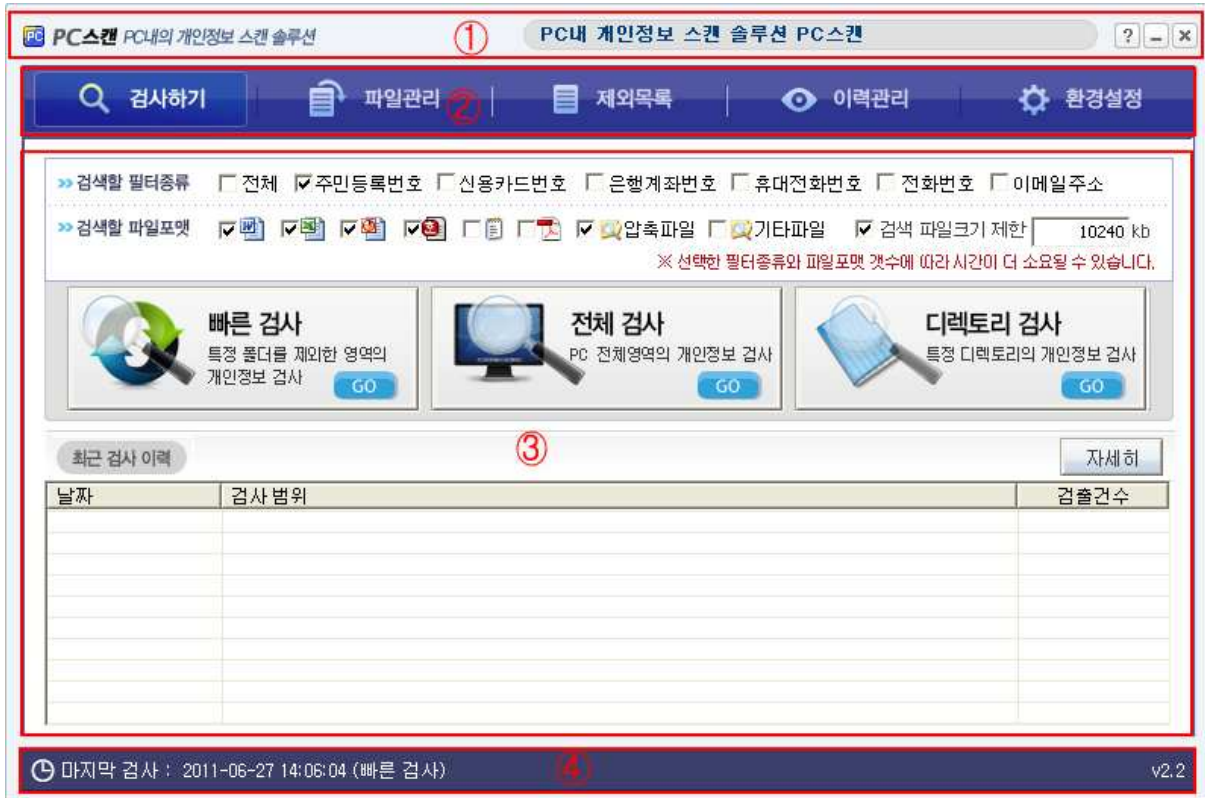 PC PC스캔 PC내의 개인정보 스캔 솔루션 ① PC내 개인정보 스캔 솔루션 PC스캔 ?
검사하기 파일관리 ② 제외목록 이력관리 환경설정
>> 검색할 필터종류 전체 주민등록번호 신용카드번호 은행계좌번호 휴대전화번호 전화번호 이메일주소
>> 검색할 파일포맷 압축파일 기타파일 검색 파일크기 제한 10240 kb
※ 선택한 필터종류와 파일포맷 갯수에 따라 시간이 더 소요될 수 있습니다.
빠른 검사
특정 폴더를 제외한 영역의
개인정보 검사
GO
전체 검사
PC 전체영역의 개인정보 검사
GO
디렉토리 검사
특정 디렉토리의 개인정보 검사
GO
최근 검사 이력 ③ 자세히
날짜 검사범위 검출건수
마지막 검사 : 2011-06-27 14:06:04 (빠른 검사) ④ v2.2